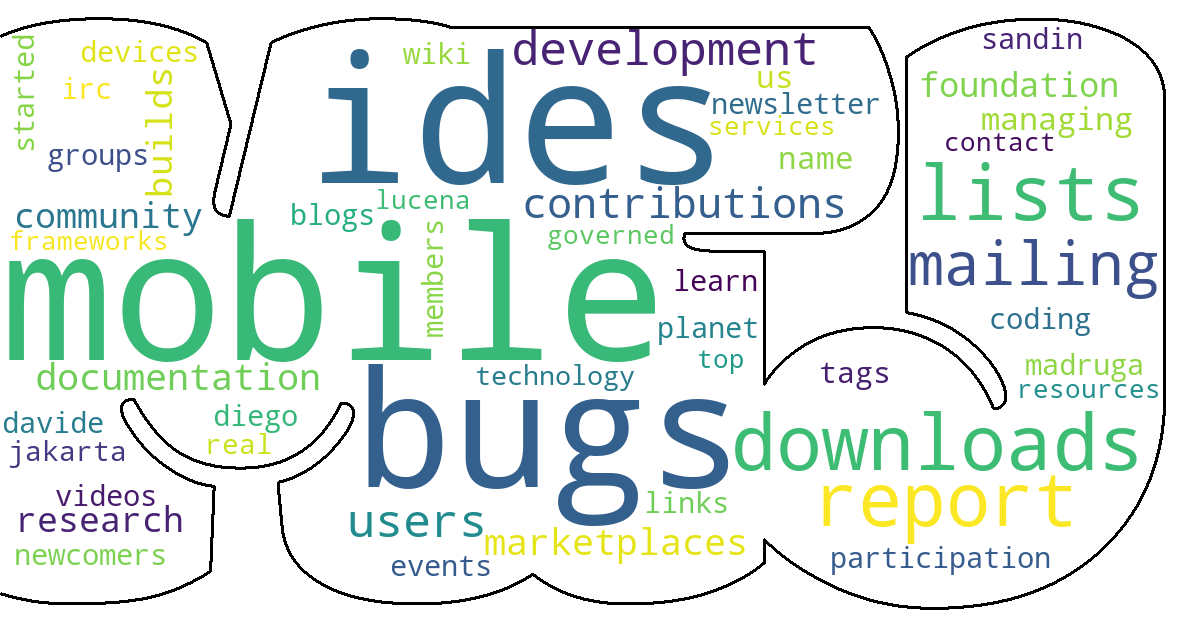 started
devices
irc
builds
groups
community
frameworks
wiki
development
us
ides
newsletter
services
name
blogs
lucena
contributions
governed
members
mobile
learn
planet
top
technology
documentation
diego
real
davide
jakarta
videos
research
newcomers
bugs
links
users
marketplaces
events
sandin
foundation
managing
contact
lists
mailing
coding
madruga
resources
tags
downloads
report
participation